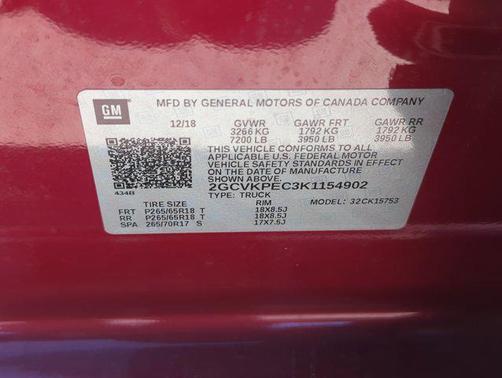 GM
MFD BY GENERAL MOTORS OF CANADA COMPANY
12/18 GVWR GAWR FRT GAWR RR
3266 KG 1792 KG 1792 KG
7200 LB 3950 LB 3950 LB
THIS VEHICLE CONFORMS TO ALL
APPLICABLE U.S. FEDERAL MOTOR
VEHICLE SAFETY STANDARDS IN EFFECT
ON THE DATE OF MANUFACTURE SHOWN ABOVE.
2GCVKPEC3K1154902
TYPE: TRUCK MODEL: 32CK15753
434B
TIRE SIZE RIM
FRT P265/65R18 T 18X8.5J
RR P265/65R18 T 18X8.5J
SPA 265/70R17 S 17X7.5J